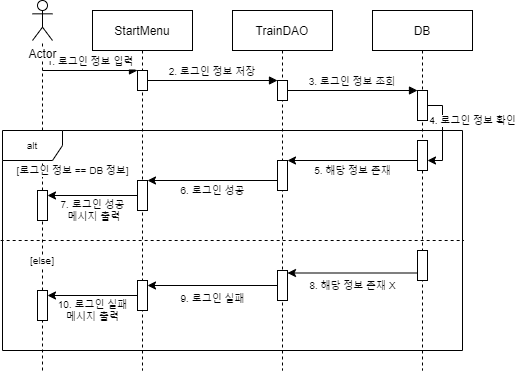 StartMenu
TrainDAO
DB
Actor
1. 로그인 정보 입력
2. 로그인 정보 저장
3. 로그인 정보 조회
4. 로그인 정보 확인
alt
[로그인 정보 == DB 정보]
5. 해당 정보 존재
6. 로그인 성공
7. 로그인 성공
메시지 출력
[else]
8. 해당 정보 존재 X
9. 로그인 실패
10. 로그인 실패
메시지 출력